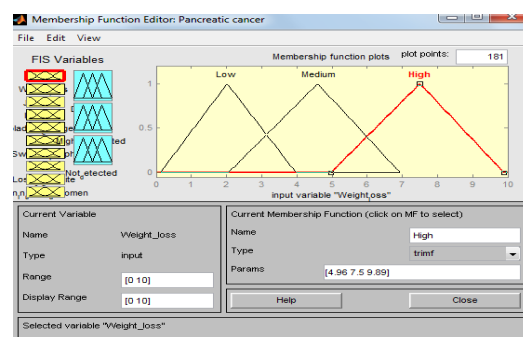 Membership Function Editor: Pancreatic cancer
File Edit View
FIS Variables
Membership function plots plot points: 181
Low Medium High
1
0.5
0
0 1 2 3 4 5 6 7 8 9 10
input variable "Weight_loss"
Not_etected
Current Variable
Name Weight_loss
Type input
Range [0 10]
Display Range [0 10]
Current Membership Function (click on MF to select)
Name High
Type trimf
Params [4.96 7.5 9.89]
Help Close
Selected variable "Weight_loss"